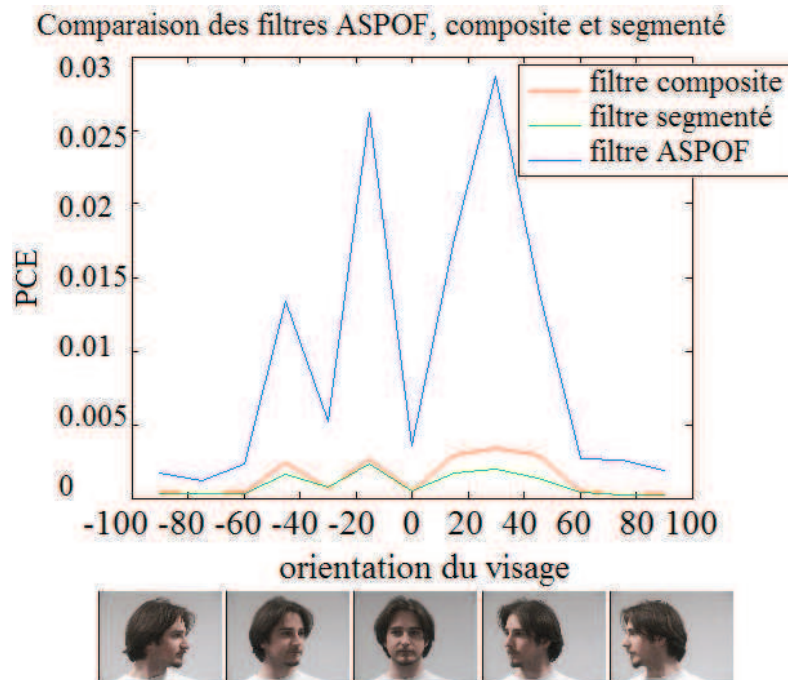 Comparaison des filtres ASPOF, composite et segmenté
filtre composite
filtre segmenté
filtre ASPOF
PCE
0.03
0.025
0.02
0.015
0.01
0.005
0
-100 -80 -60 -40 -20 0 20 40 60 80 100
orientation du visage